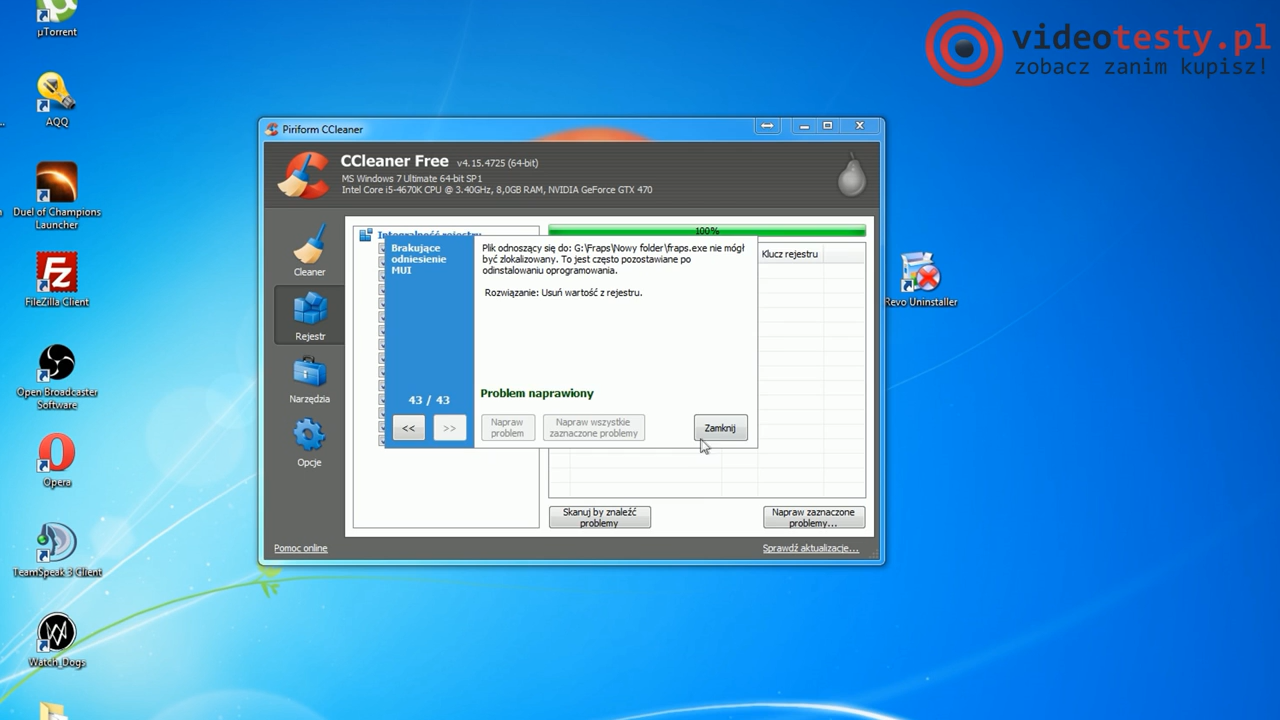 µTorrent
videotesty.pl
zobacz zanim kupisz!
AQQ
Duel of Champions
Launcher
FileZilla Client
Open Broadcaster
Software
Opera
TeamSpeak 3 Client
Watch_Dogs
Revo Uninstaller
Piriform CCleaner
CCleaner Free v4.15.4725 (64-bit)
MS Windows 7 Ultimate 64-bit SP1
Intel Core i5-4670K CPU @ 3.40GHz, 8,0GB RAM, NVIDIA GeForce GTX 470
Cleaner
Rejestr
Narzędzia
Opcje
Integralność rejestru
100%
Klucz rejestru
Brakujące
odniesienie
MUI
Plik odnoszący się do: G:\Fraps\Nowy folder\fraps.exe nie mógł
być zlokalizowany. To jest często pozostawiane po
odinstalowaniu oprogramowania.
Rozwiązanie: Usuń wartość z rejestru.
Problem naprawiony
43 / 43
<<
>>
Napraw
problem
Napraw wszystkie
zaznaczone problemy
Zamknij
Skanuj by znaleźć
problemy
Napraw zaznaczone
problemy...
Pomoc online
Sprawdź aktualizacje...